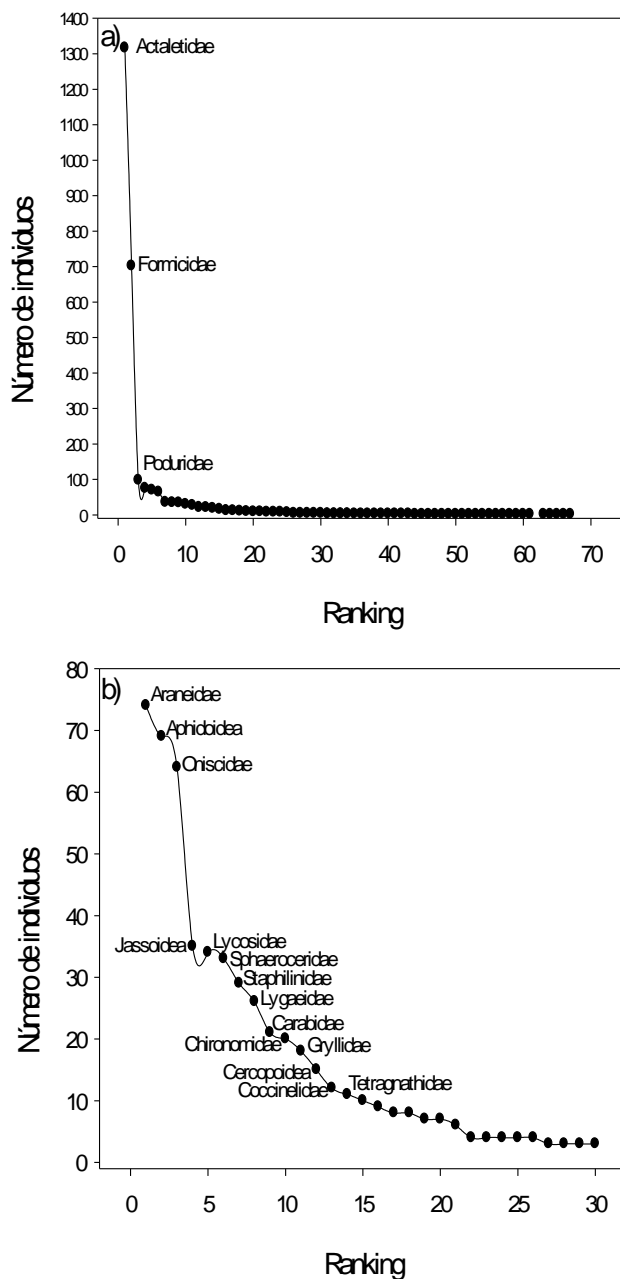 a)
1400
1300
1200
1100
1000
900
800
700
600
500
400
300
200
100
0
Número de individuos
Actaletidae
Formicidae
Poduridae
0 10 20 30 40 50 60 70
Ranking
b)
80
70
60
50
40
30
20
10
0
Número de individuos
Araneidae
Aphidoidea
Oniscidae
Jassoidea
Lycosidae
Sphaeroceridae
Staphilinidae
Lygaeidae
Carabidae
Chironomidae
Gryllidae
Cercopoidea
Coccinelidae
Tetragnathidae
0 5 10 15 20 25 30
Ranking